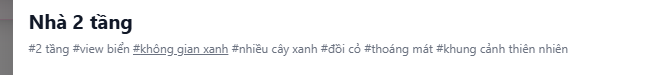 Nhà 2 tầng
#2 tầng #view biển #không gian xanh #nhiều cây xanh #đồi cỏ #thoáng mát #khung cảnh thiên nhiên